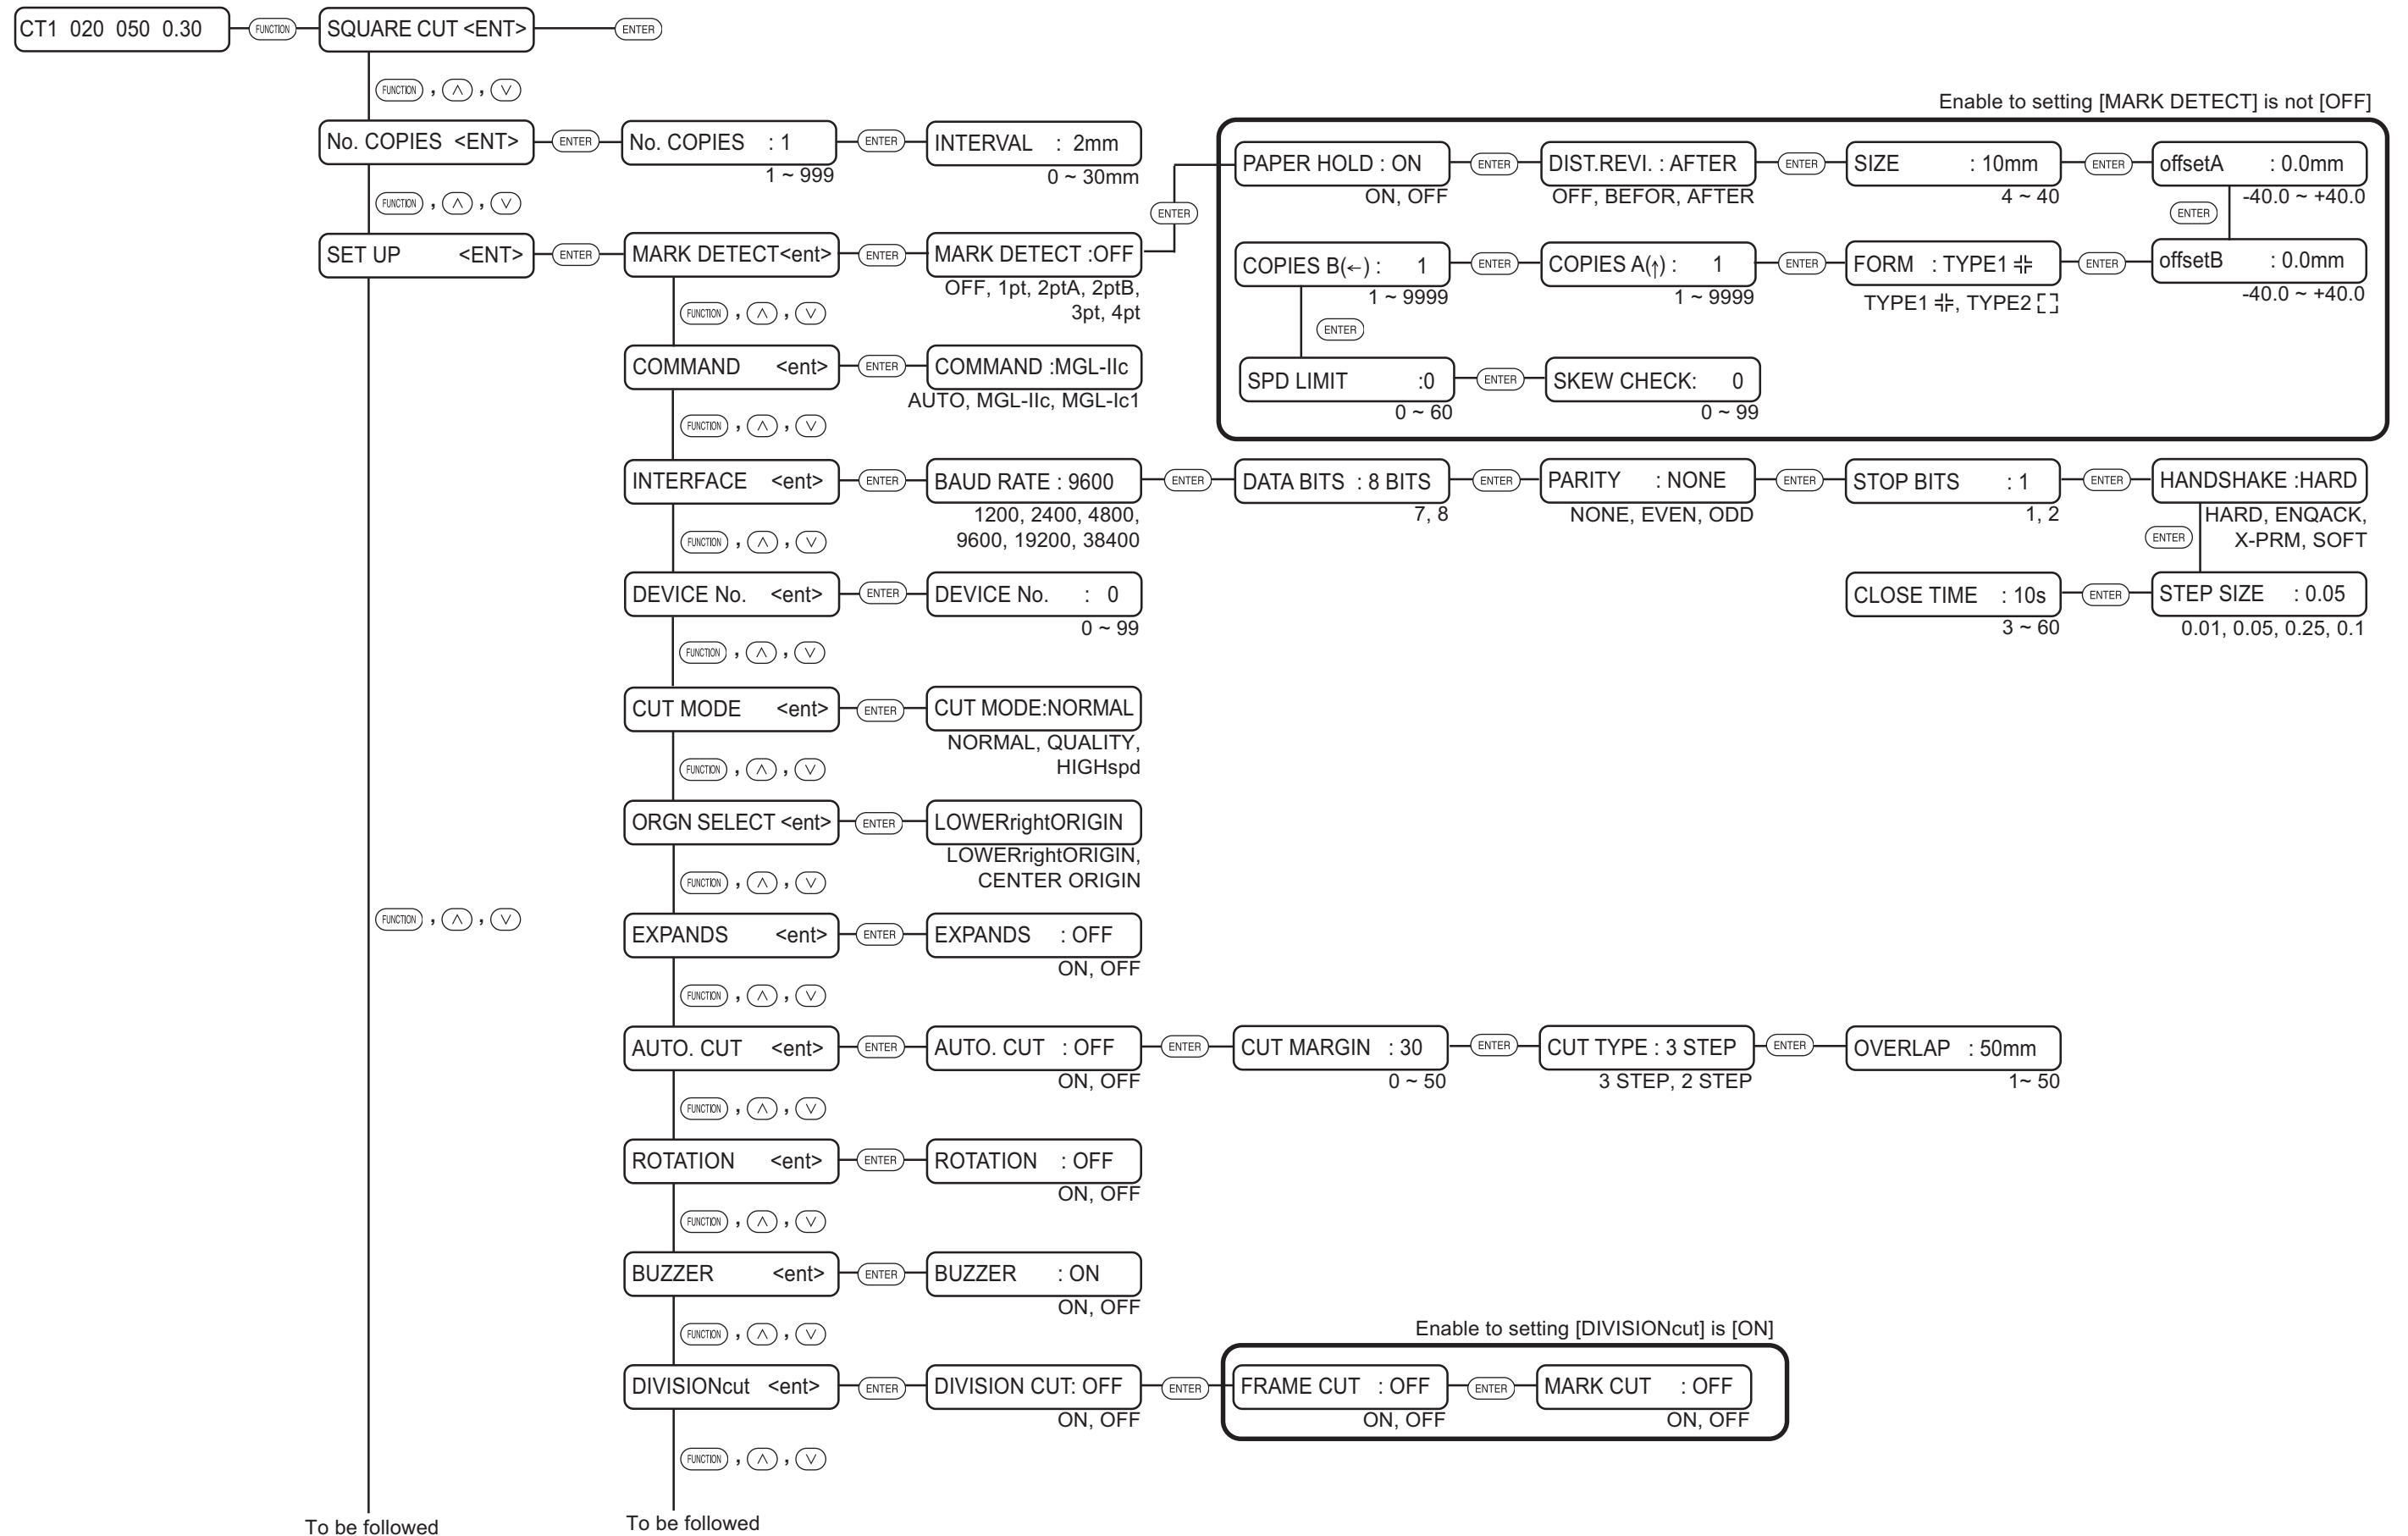 CT1 020 050 0.30
FUNCTION
SQUARE CUT <ENT>
ENTER
FUNCTION , ∧ , ∨
Enable to setting [MARK DETECT] is not [OFF]
No. COPIES <ENT>
ENTER
No. COPIES : 1
1 ~ 999
ENTER
INTERVAL : 2mm
0 ~ 30mm
FUNCTION , ∧ , ∨
SET UP <ENT>
ENTER
MARK DETECT<ent>
ENTER
MARK DETECT :OFF
OFF, 1pt, 2ptA, 2ptB,
3pt, 4pt
ENTER
PAPER HOLD : ON
ON, OFF
ENTER
DIST.REVI. : AFTER
OFF, BEFOR, AFTER
ENTER
SIZE : 10mm
4 ~ 40
ENTER
offsetA : 0.0mm
-40.0 ~ +40.0
ENTER
offsetB : 0.0mm
-40.0 ~ +40.0
ENTER
FORM : TYPE1
TYPE1 , TYPE2
ENTER
COPIES A(↑) : 1
1 ~ 9999
ENTER
COPIES B(←) : 1
1 ~ 9999
ENTER
SPD LIMIT :0
0 ~ 60
ENTER
SKEW CHECK: 0
0 ~ 99
FUNCTION , ∧ , ∨
COMMAND <ent>
ENTER
COMMAND :MGL-IIc
AUTO, MGL-IIc, MGL-Ic1
FUNCTION , ∧ , ∨
INTERFACE <ent>
ENTER
BAUD RATE : 9600
1200, 2400, 4800,
9600, 19200, 38400
ENTER
DATA BITS : 8 BITS
7, 8
ENTER
PARITY : NONE
NONE, EVEN, ODD
ENTER
STOP BITS : 1
1, 2
ENTER
HANDSHAKE :HARD
HARD, ENQACK,
X-PRM, SOFT
ENTER
STEP SIZE : 0.05
0.01, 0.05, 0.25, 0.1
ENTER
CLOSE TIME : 10s
3 ~ 60
FUNCTION , ∧ , ∨
DEVICE No. <ent>
ENTER
DEVICE No. : 0
0 ~ 99
FUNCTION , ∧ , ∨
CUT MODE <ent>
ENTER
CUT MODE:NORMAL
NORMAL, QUALITY,
HIGHspd
FUNCTION , ∧ , ∨
ORGN SELECT <ent>
ENTER
LOWERrightORIGIN
LOWERrightORIGIN,
CENTER ORIGIN
FUNCTION , ∧ , ∨
FUNCTION , ∧ , ∨
EXPANDS <ent>
ENTER
EXPANDS : OFF
ON, OFF
FUNCTION , ∧ , ∨
AUTO. CUT <ent>
ENTER
AUTO. CUT : OFF
ON, OFF
ENTER
CUT MARGIN : 30
0 ~ 50
ENTER
CUT TYPE : 3 STEP
3 STEP, 2 STEP
ENTER
OVERLAP : 50mm
1~ 50
FUNCTION , ∧ , ∨
ROTATION <ent>
ENTER
ROTATION : OFF
ON, OFF
FUNCTION , ∧ , ∨
BUZZER <ent>
ENTER
BUZZER : ON
ON, OFF
FUNCTION , ∧ , ∨
Enable to setting [DIVISIONcut] is [ON]
DIVISIONcut <ent>
ENTER
DIVISION CUT: OFF
ON, OFF
ENTER
FRAME CUT : OFF
ON, OFF
ENTER
MARK CUT : OFF
ON, OFF
FUNCTION , ∧ , ∨
To be followed
To be followed